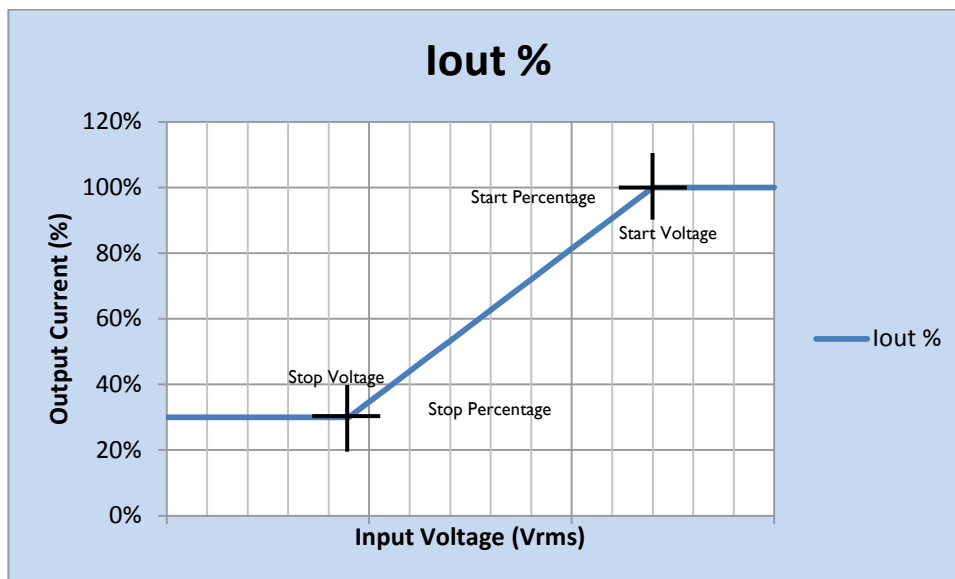 Iout %
120%
100%
80%
60%
40%
20%
0%
Output Current (%)
Start Percentage
Start Voltage
Stop Voltage
Stop Percentage
Iout %
Input Voltage (Vrms)